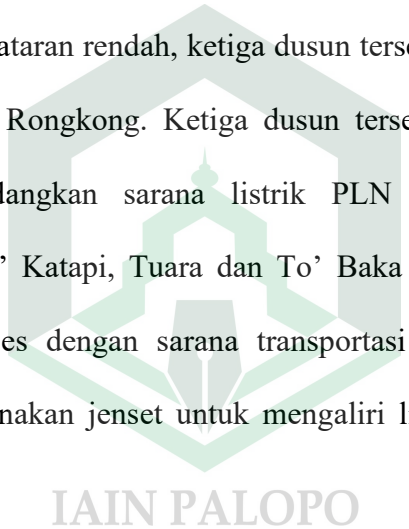 ataran rendah, ketiga dusun terse
Rongkong. Ketiga dusun terse
dangkan sarana listrik PLN
’ Katapi, Tuara dan To’ Baka
es dengan sarana transportasi
nakan jenset untuk mengaliri li
IAIN PALOPO